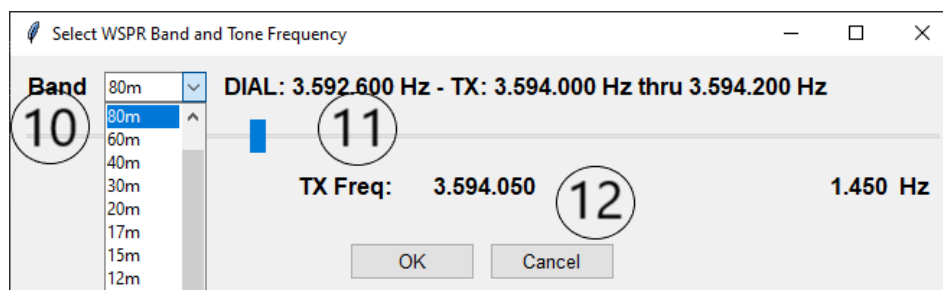 Select WSPR Band and Tone Frequency
Band 80m DIAL: 3.592.600 Hz - TX: 3.594.000 Hz thru 3.594.200 Hz
10
11
80m
60m
40m
30m
20m
17m
15m
12m
TX Freq: 3.594.050 12 1.450 Hz
OK Cancel